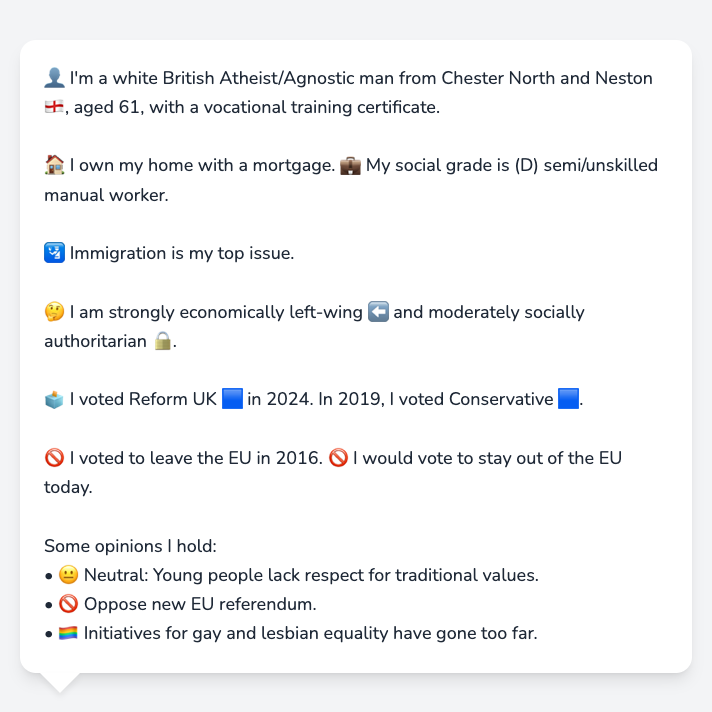 👤 I'm a white British Atheist/Agnostic man from Chester North and Neston
🏴󠁧󠁢󠁥󠁮󠁧󠁿, aged 61, with a vocational training certificate.
🏠 I own my home with a mortgage. 💼 My social grade is (D) semi/unskilled
manual worker.
🛂 Immigration is my top issue.
🤔 I am strongly economically left-wing ⬅️ and moderately socially
authoritarian 🔒.
🗳️ I voted Reform UK 🟦 in 2024. In 2019, I voted Conservative 🟦.
🚫 I voted to leave the EU in 2016. 🚫 I would vote to stay out of the EU
today.
Some opinions I hold:
• 😐 Neutral: Young people lack respect for traditional values.
• 🚫 Oppose new EU referendum.
• 🏳️‍🌈 Initiatives for gay and lesbian equality have gone too far.